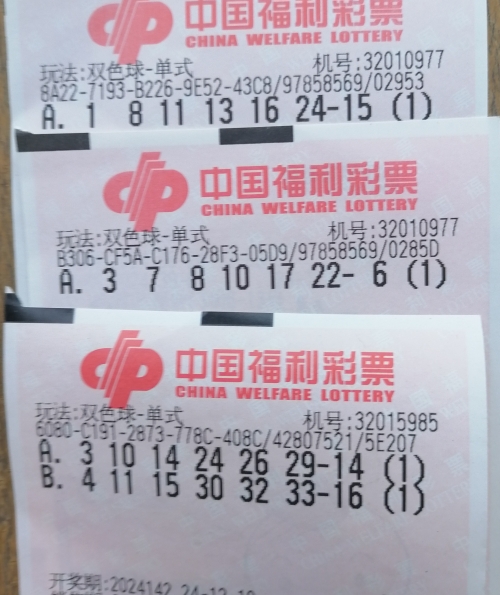 中国福利彩票
CHINA WELFARE LOTTERY
玩法:双色球-单式 机号:32010977
8A22-7193-B226-9E52-43C8/97858569/02953
A. 1 8 11 13 16 24-15 (1)
中国福利彩票
CHINA WELFARE LOTTERY
玩法:双色球-单式 机号:32010977
B306-CF5A-C176-28F3-05D9/97858569/0285D
A. 3 7 8 10 17 22- 6 (1)
中国福利彩票
CHINA WELFARE LOTTERY
玩法:双色球-单式 机号:32015985
6080-C191-2873-778C-408C/42807521/5E207
A. 3 10 14 24 26 29-14 (1)
B. 4 11 15 30 32 33-16 (1)
开奖期:2024142